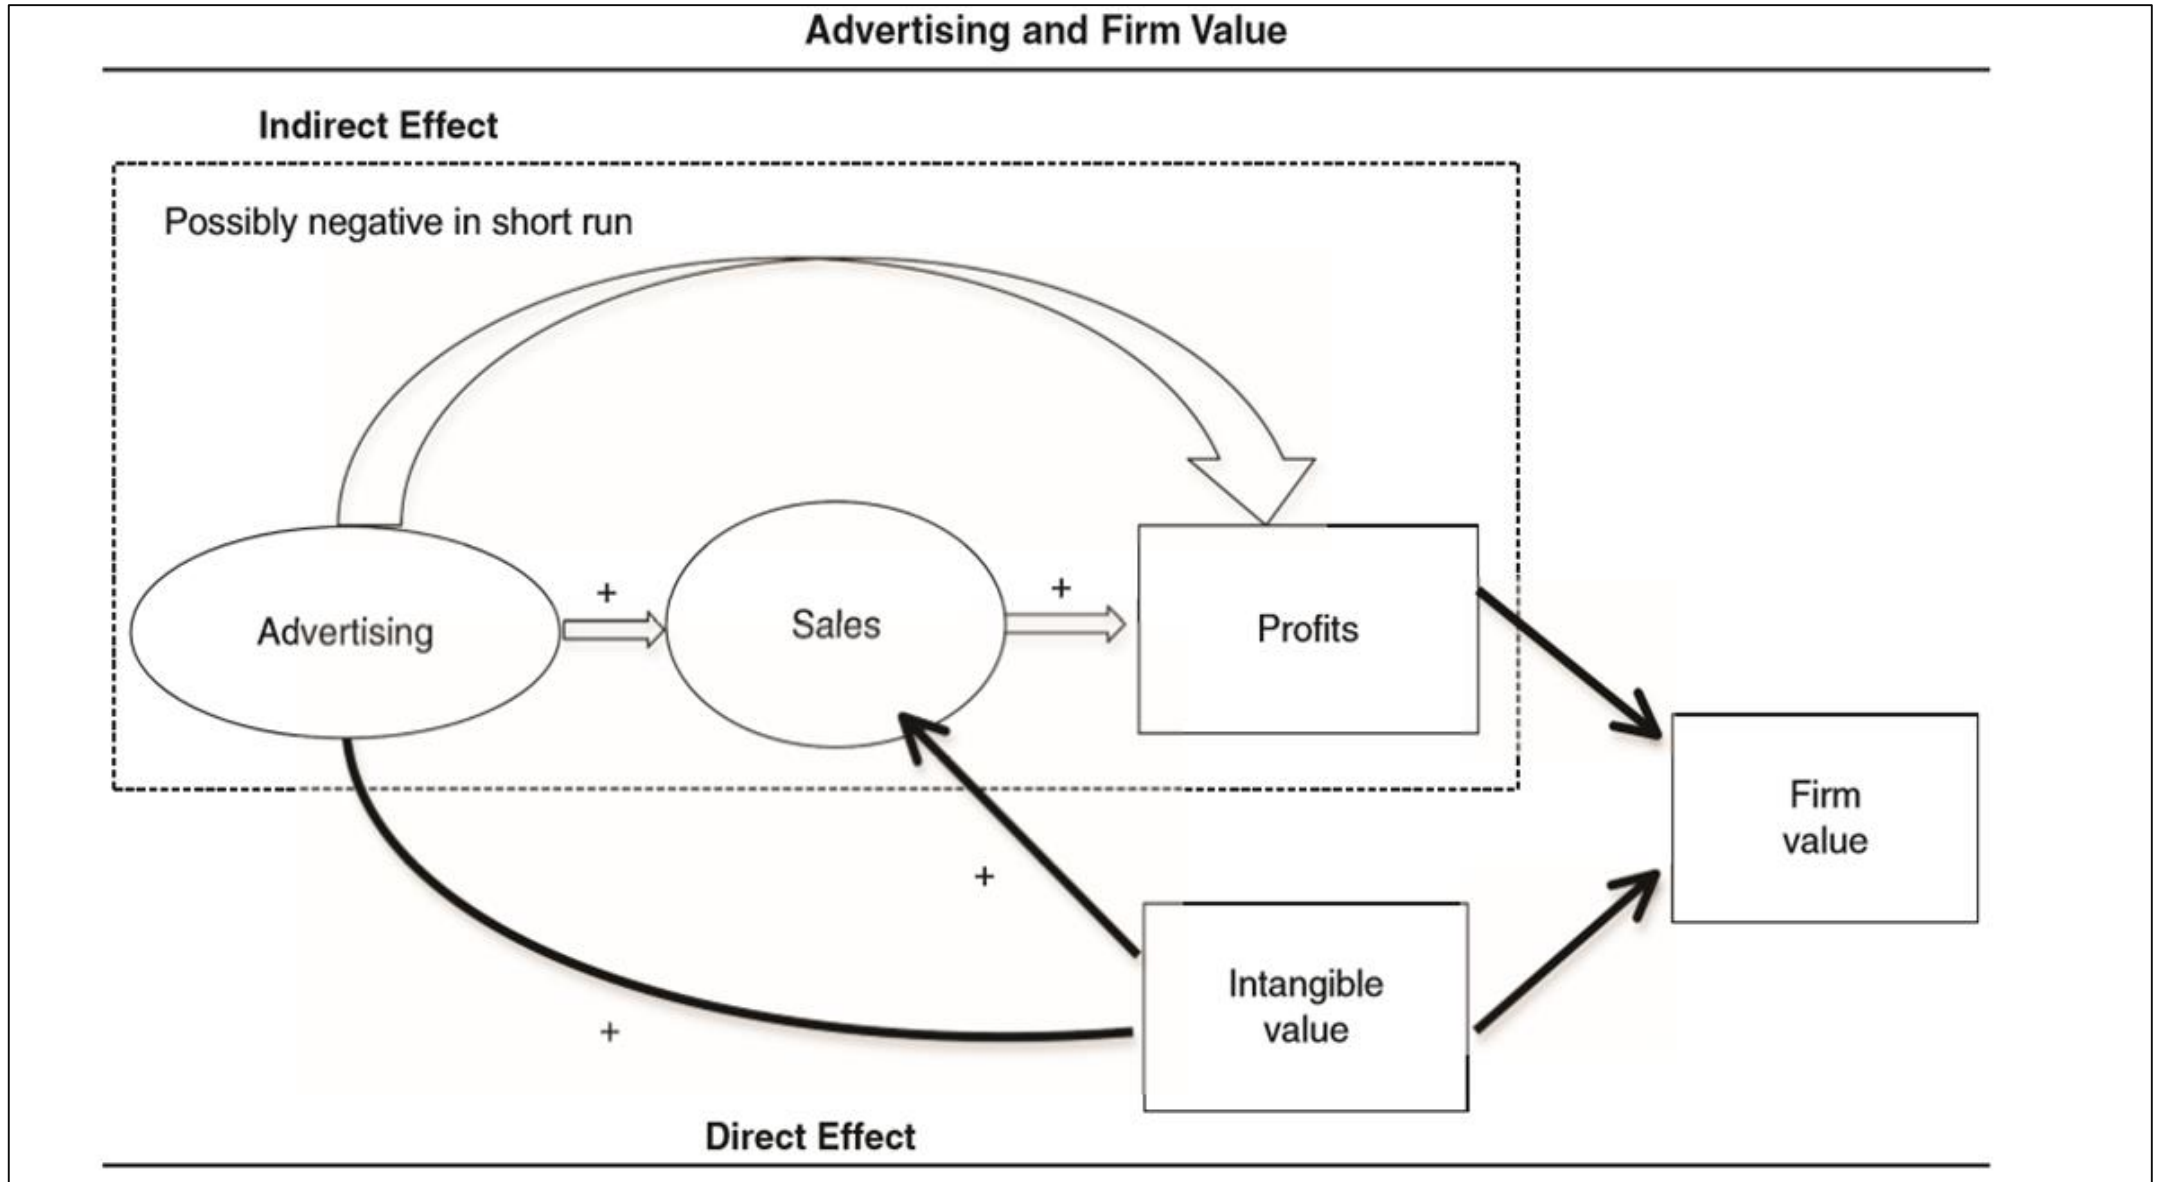 Advertising and Firm Value
Indirect Effect
Possibly negative in short run
+
+
Advertising
Sales
Profits
Firm
value
+
Intangible
value
+
Direct Effect